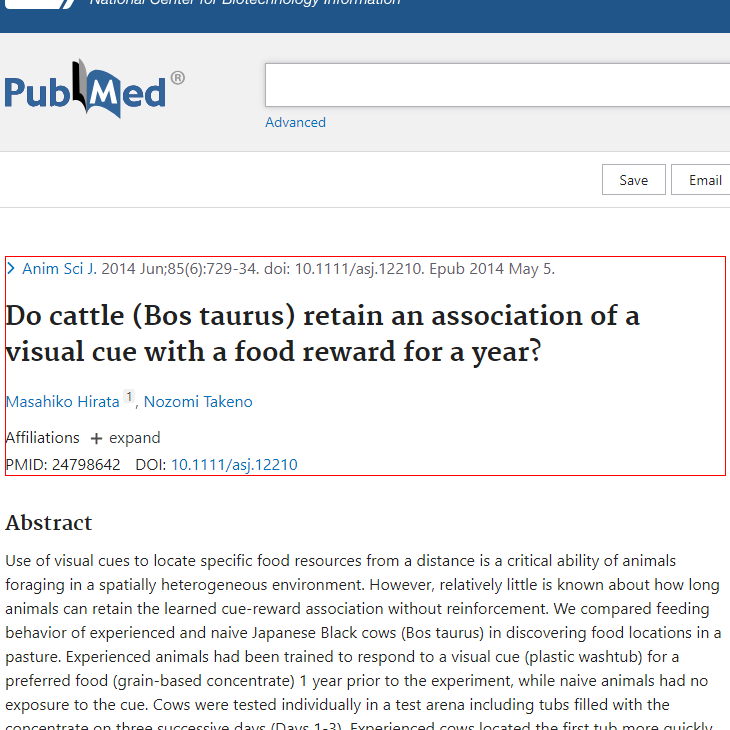 National Center for Biotechnology Information
PubMed®
Advanced
Save
Email
Anim Sci J. 2014 Jun;85(6):729-34. doi: 10.1111/asj.12210. Epub 2014 May 5.
Do cattle (Bos taurus) retain an association of a
visual cue with a food reward for a year?
Masahiko Hirata 1, Nozomi Takeno
Affiliations + expand
PMID: 24798642 DOI: 10.1111/asj.12210
Abstract
Use of visual cues to locate specific food resources from a distance is a critical ability of animals
foraging in a spatially heterogeneous environment. However, relatively little is known about how long
animals can retain the learned cue-reward association without reinforcement. We compared feeding
behavior of experienced and naive Japanese Black cows (Bos taurus) in discovering food locations in a
pasture. Experienced animals had been trained to respond to a visual cue (plastic washtub) for a
preferred food (grain-based concentrate) 1 year prior to the experiment, while naive animals had no
exposure to the cue. Cows were tested individually in a test arena including tubs filled with the
concentrate on three successive days (Days 1-3). Experienced cows located the first tub more quickly